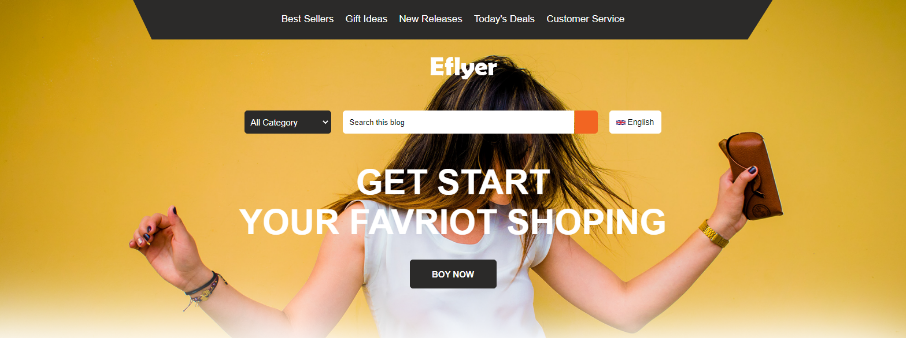 Best Sellers Gift Ideas New Releases Today's Deals Customer Service
Eflyer
All Category Search this blog English
GET START
YOUR FAVRIOT SHOPING
BOY NOW